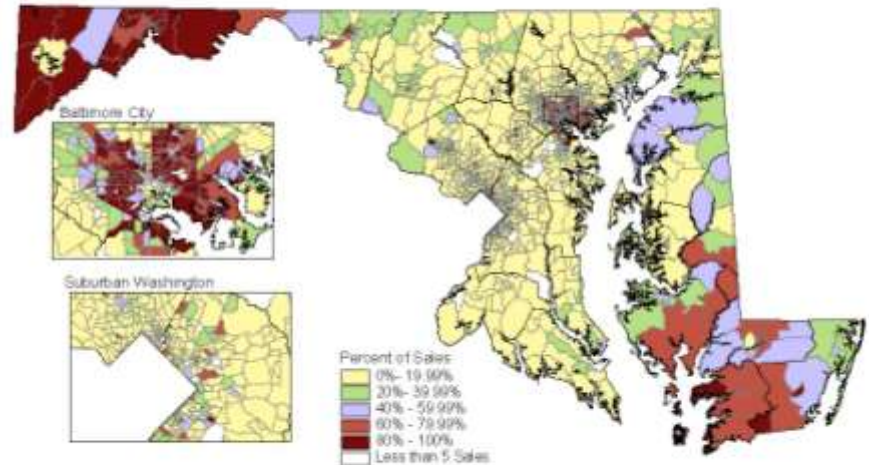 Baltimore City
Suburban Washington
Percent of Sales
0%- 19.99%
20% - 39.99%
40% - 59.99%
60% - 79.99%
80% - 100%
Less than 5 Sales